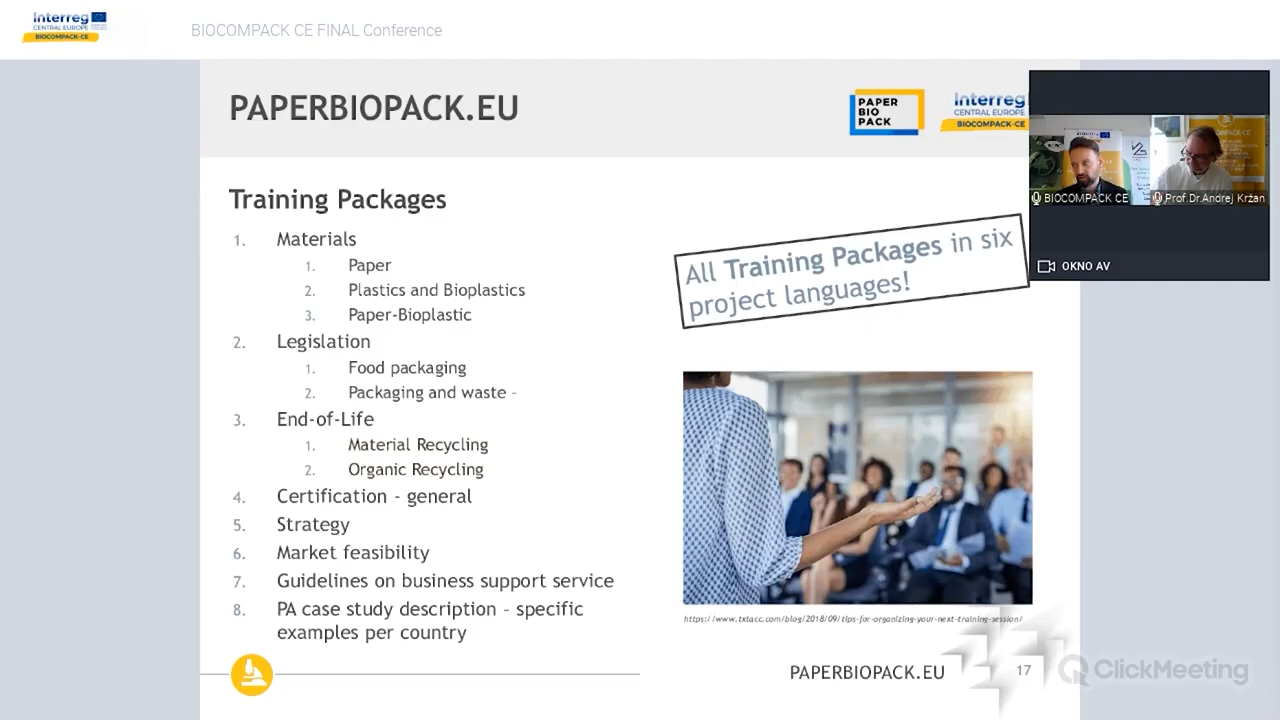 Interreg
CENTRAL EUROPE
BIOCOMPACK-CE
BIOCOMPACK CE FINAL Conference
PAPERBIOPACK.EU
PAPER
BIO
PACK
Interreg
CENTRAL EUROPE
BIOCOMPACK-CE
BIOCOMPACK CE
Prof.Dr.Andrej Kržan
OKNO AV
Training Packages
1. Materials
1. Paper
2. Plastics and Bioplastics
3. Paper-Bioplastic
2. Legislation
1. Food packaging
2. Packaging and waste -
3. End-of-Life
1. Material Recycling
2. Organic Recycling
4. Certification - general
5. Strategy
6. Market feasibility
7. Guidelines on business support service
8. PA case study description – specific
examples per country
All Training Packages in six
project languages!
https://www.txtacc.com/blog/2018/09/tips-for-organizing-your-next-training-session/
PAPERBIOPACK.EU
17
ClickMeeting